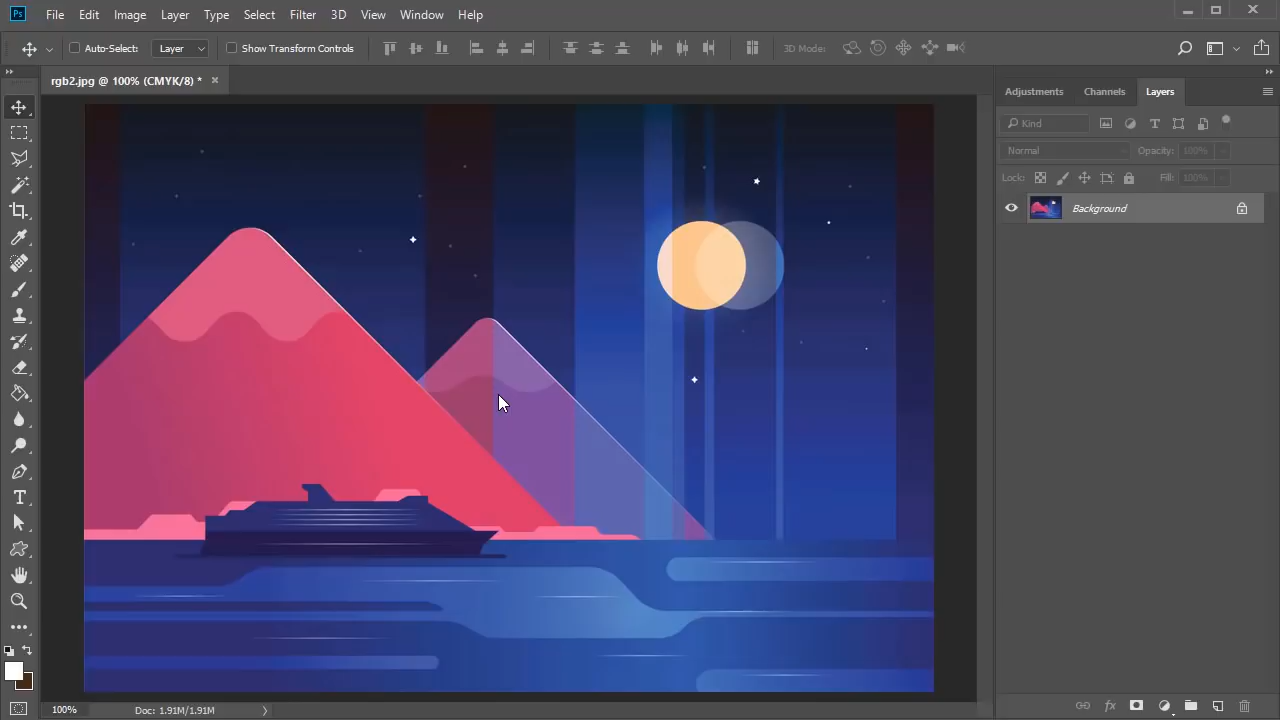 Ps File Edit Image Layer Type Select Filter 3D View Window Help
Auto-Select: Layer Show Transform Controls 3D Mode:
rgb2.jpg @ 100% (CMYK/8) * ×
Adjustments Channels Layers
Kind
Normal Opacity: 100%
Lock: Fill: 100%
Background
100% Doc: 1.91M/1.91M